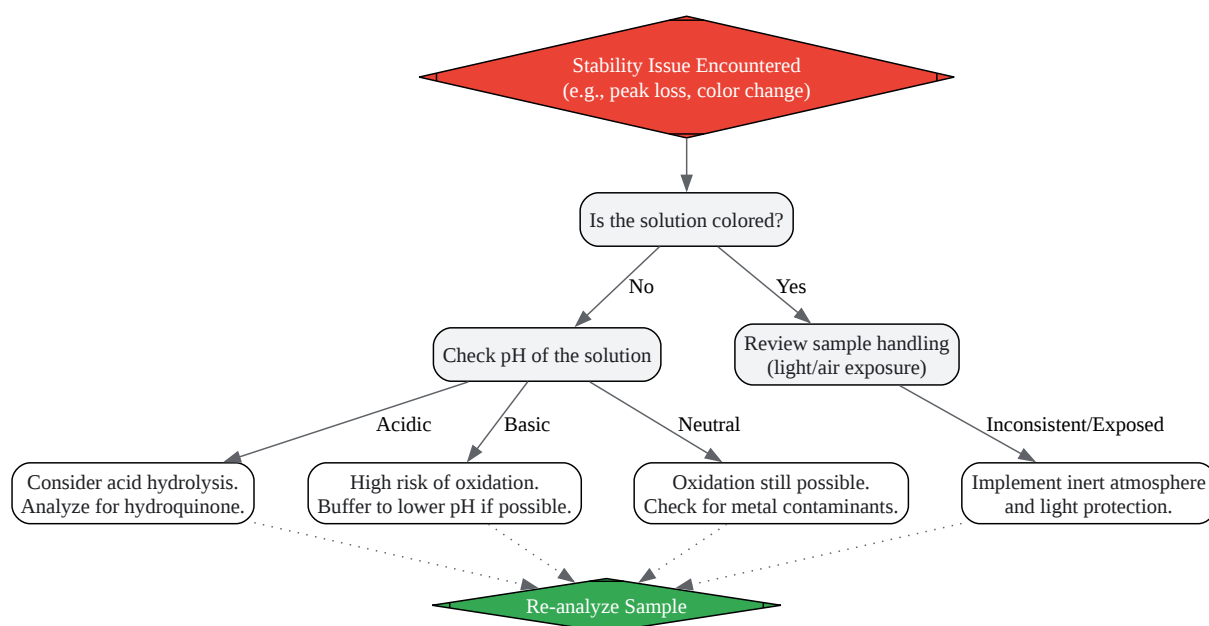 Stability Issue Encountered
(e.g., peak loss, color change)
Is the solution colored?
No
Yes
Check pH of the solution
Review sample handling
(light/air exposure)
Acidic
Basic
Neutral
Inconsistent/Exposed
Consider acid hydrolysis.
Analyze for hydroquinone.
High risk of oxidation.
Buffer to lower pH if possible.
Oxidation still possible.
Check for metal contaminants.
Implement inert atmosphere
and light protection.
Re-analyze Sample